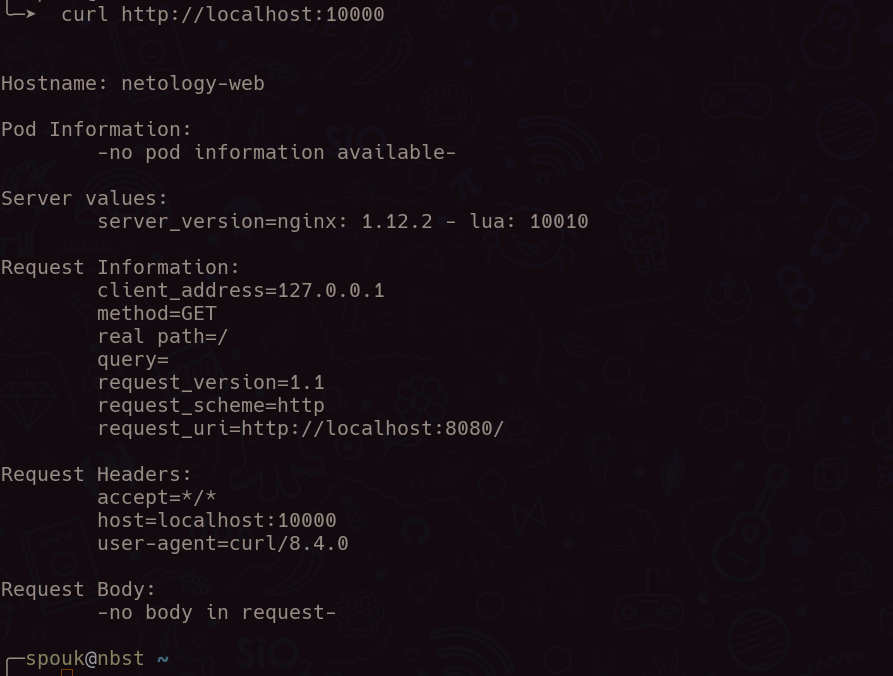 ╰─➤  curl http://localhost:10000
Hostname: netology-web
Pod Information:
-no pod information available-
Server values:
server_version=nginx: 1.12.2 - lua: 10010
Request Information:
client_address=127.0.0.1
method=GET
real path=/
query=
request_version=1.1
request_scheme=http
request_uri=http://localhost:8080/
Request Headers:
accept=*/*
host=localhost:10000
user-agent=curl/8.4.0
Request Body:
-no body in request-
╭─spouk@nbst ~